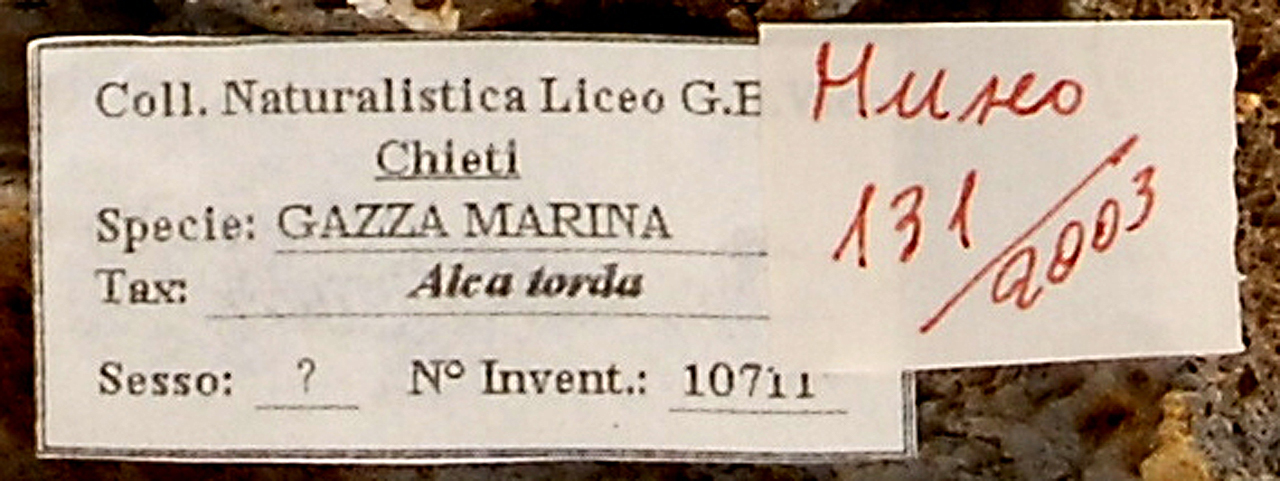 Coll. Naturalistica Liceo G.
Chieti
Specie: GAZZA MARINA
Tax: Alca torda
Sesso: ? N° Invent.: 10711
Museo
131/2003